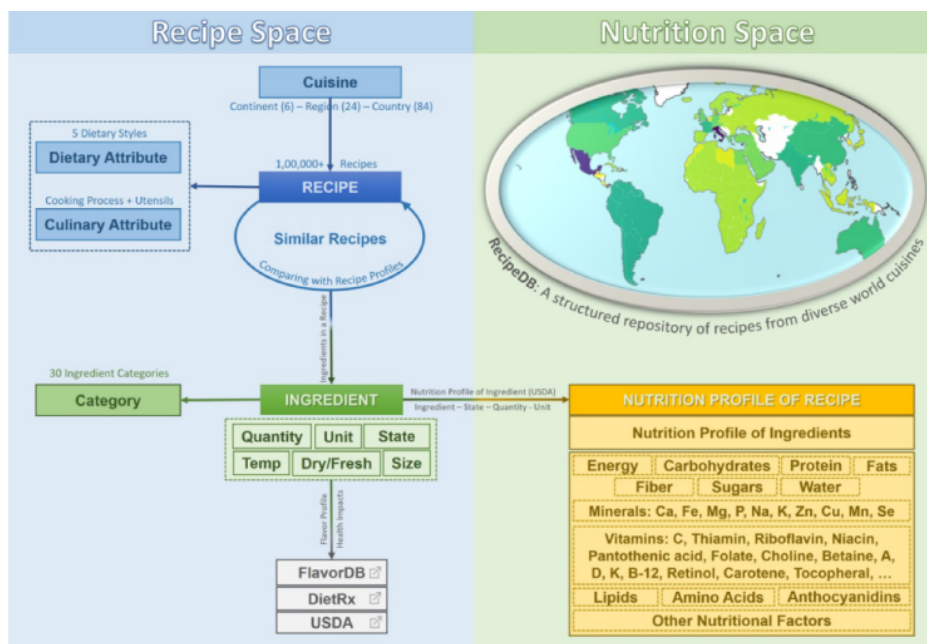 Recipe Space
Nutrition Space
Cuisine
Continent (6) – Region (24) – Country (84)
5 Dietary Styles
Dietary Attribute
Cooking Process + Utensils
Culinary Attribute
1,00,000+ Recipes
RECIPE
Similar Recipes
Comparing with Recipe Profiles
RecipeDB: A structured repository of recipes from diverse world cuisines
Ingredients in a Recipe
30 Ingredient Categories
Category
INGREDIENT
Nutrition Profile of Ingredient (USDA)
Ingredient – State – Quantity - Unit
Quantity Unit State
Temp Dry/Fresh Size
Flavor Profile
Health Impacts
FlavorDB
DietRx
USDA
NUTRITION PROFILE OF RECIPE
Nutrition Profile of Ingredients
Energy Carbohydrates Protein Fats
Fiber Sugars Water
Minerals: Ca, Fe, Mg, P, Na, K, Zn, Cu, Mn, Se
Vitamins: C, Thiamin, Riboflavin, Niacin,
Pantothenic acid, Folate, Choline, Betaine, A,
D, K, B-12, Retinol, Carotene, Tocopheral, ...
Lipids Amino Acids Anthocyanidins
Other Nutritional Factors